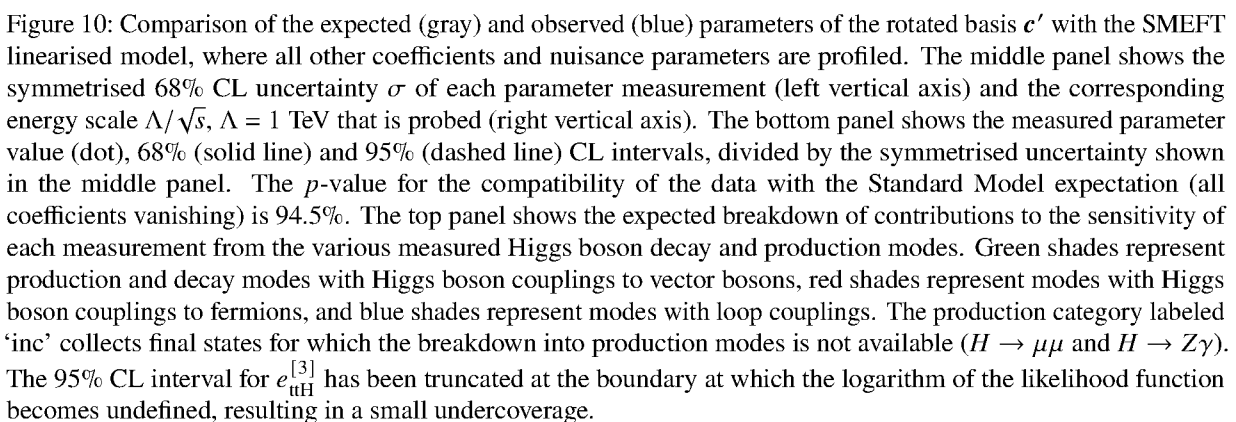 Figure 10: Comparison of the expected (gray) and observed (blue) parameters of the rotated basis c′ with the SMEFT
linearised model, where all other coefficients and nuisance parameters are profiled. The middle panel shows the
symmetrised 68% CL uncertainty σ of each parameter measurement (left vertical axis) and the corresponding
energy scale Λ/√s, Λ = 1 TeV that is probed (right vertical axis). The bottom panel shows the measured parameter
value (dot), 68% (solid line) and 95% (dashed line) CL intervals, divided by the symmetrised uncertainty shown
in the middle panel. The p-value for the compatibility of the data with the Standard Model expectation (all
coefficients vanishing) is 94.5%. The top panel shows the expected breakdown of contributions to the sensitivity of
each measurement from the various measured Higgs boson decay and production modes. Green shades represent
production and decay modes with Higgs boson couplings to vector bosons, red shades represent modes with Higgs
boson couplings to fermions, and blue shades represent modes with loop couplings. The production category labeled
‘inc’ collects final states for which the breakdown into production modes is not available (H → μμ and H → Zγ).
The 95% CL interval for e_ttH^[3] has been truncated at the boundary at which the logarithm of the likelihood function
becomes undefined, resulting in a small undercoverage.